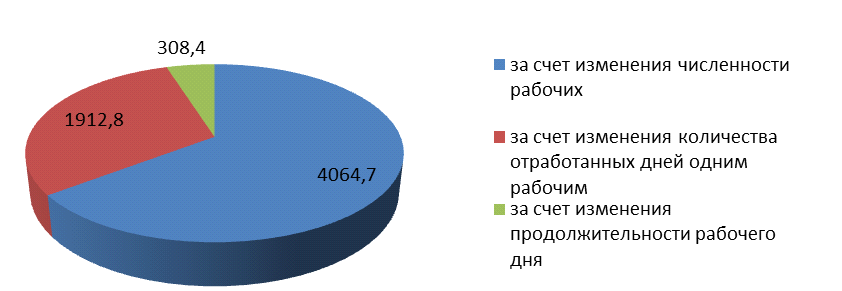 308,4
1912,8
4064,7
за счет изменения численности
рабочих
за счет изменения количества
отработанных дней одним
рабочим
за счет изменения
продолжительности рабочего
дня